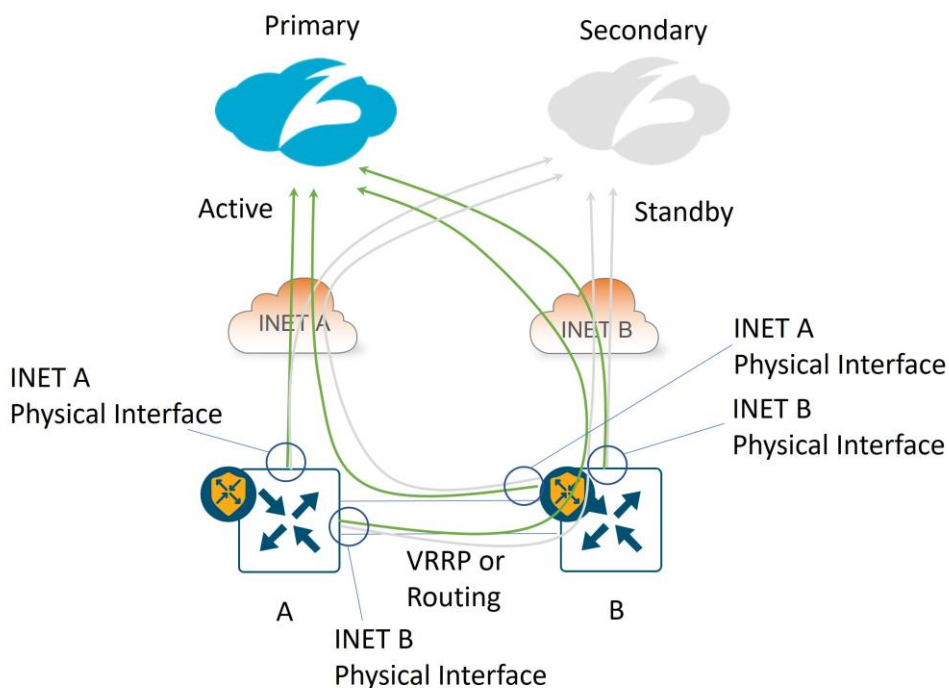 Primary
Secondary
Active
Standby
INET A
INET B
INET A
Physical Interface
INET A
Physical Interface
INET B
Physical Interface
VRRP or
Routing
A
B
INET B
Physical Interface